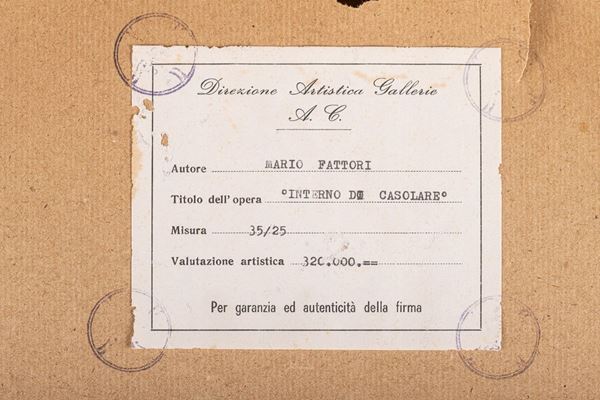 Direzione Artistica Gallerie
A. C.
Autore MARIO FATTORI
Titolo dell'opera °INTERNO DI CASOLARE°
Misura 35/25
Valutazione artistica 320.000.==
Per garanzia ed autenticità della firma